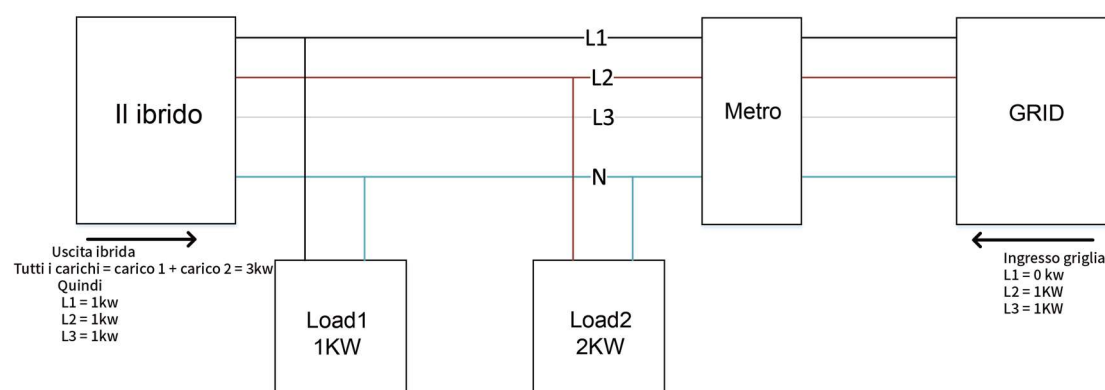 L1
L2
L3
N
Il ibrido
Metro
GRID
Uscita ibrida
Tutti i carichi = carico 1 + carico 2 = 3kw
Quindi
L1 = 1kw
L2 = 1kw
L3 = 1kw
Ingresso griglia
L1 = 0 kw
L2 = 1KW
L3 = 1KW
Load1
1KW
Load2
2KW